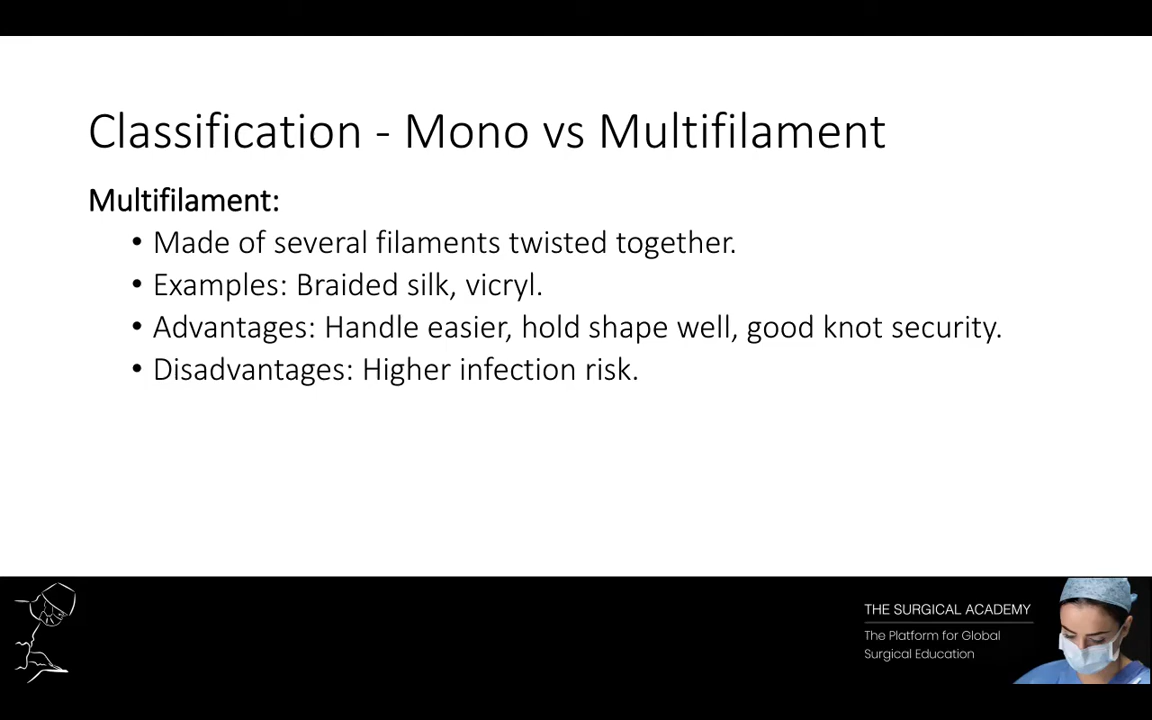 Classification - Mono vs Multifilament
Multifilament:
• Made of several filaments twisted together.
• Examples: Braided silk, vicryl.
• Advantages: Handle easier, hold shape well, good knot security.
• Disadvantages: Higher infection risk.
THE SURGICAL ACADEMY
The Platform for Global
Surgical Education